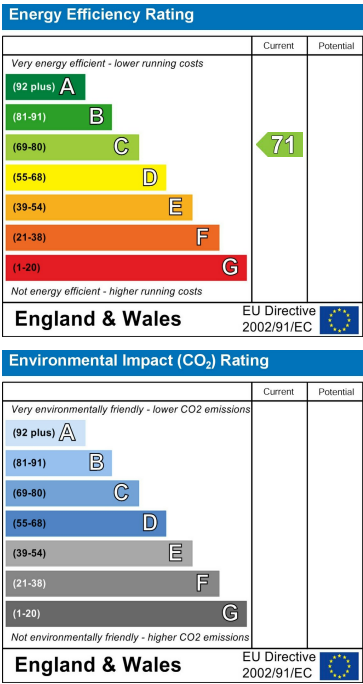 Energy Efficiency Rating
Current Potential
Very energy efficient - lower running costs
(92 plus) A
(81-91) B
(69-80) C
71
(55-68) D
(39-54) E
(21-38) F
(1-20) G
Not energy efficient - higher running costs
England & Wales
EU Directive
2002/91/EC
Environmental Impact (CO₂) Rating
Current Potential
Very environmentally friendly - lower CO2 emissions
(92 plus) A
(81-91) B
(69-80) C
(55-68) D
(39-54) E
(21-38) F
(1-20) G
Not environmentally friendly - higher CO2 emissions
England & Wales
EU Directive
2002/91/EC